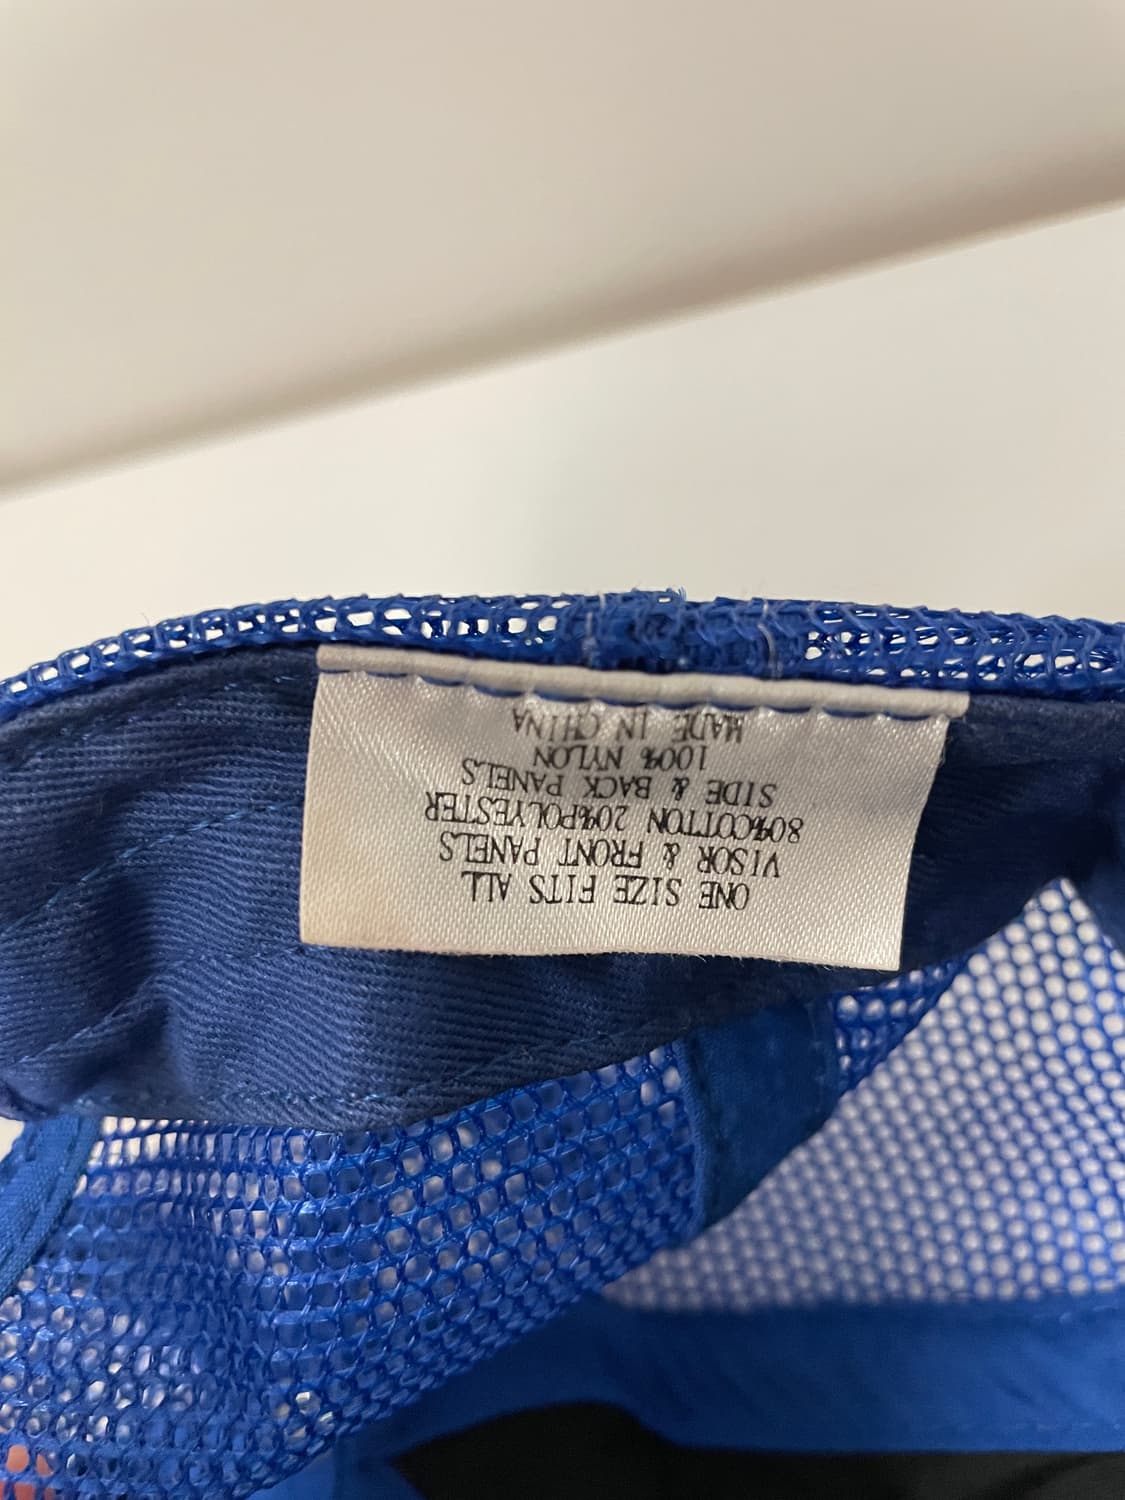 ONE SIZE FITS ALL
VISOR & FRONT PANELS
80%COTTON 20%POLYESTER
SIDE & BACK PANELS
100% NYLON
MADE IN CHINA